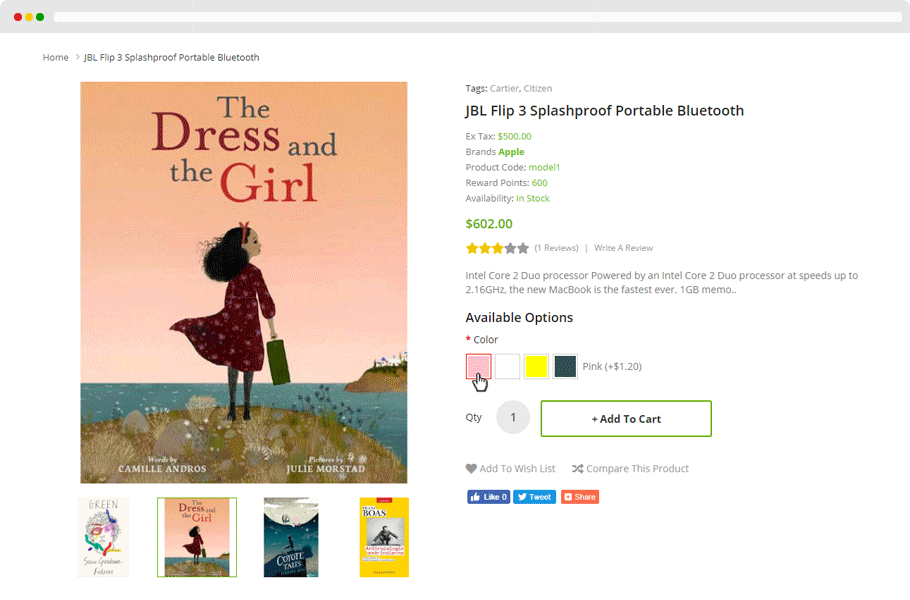 Home > JBL Flip 3 Splashproof Portable Bluetooth
The
Dress and
the Girl
Words by
CAMILLE ANDROS
Pictures by
JULIE MORSTAD
GREEN
Sam Graham-
Felsen
The
Dress and
the Girl
COYOTE
TALES
FRANZ
BOAS
Tags: Cartier, Citizen
JBL Flip 3 Splashproof Portable Bluetooth
Ex Tax: $500.00
Brands Apple
Product Code: model1
Reward Points: 600
Availability: In Stock
$602.00
(1 Reviews) | Write A Review
Intel Core 2 Duo processor Powered by an Intel Core 2 Duo processor at speeds up to
2.16GHz, the new MacBook is the fastest ever. 1GB memo..
Available Options
* Color
Pink (+$1.20)
Qty 1 + Add To Cart
Add To Wish List Compare This Product
Like 0 Tweet Share